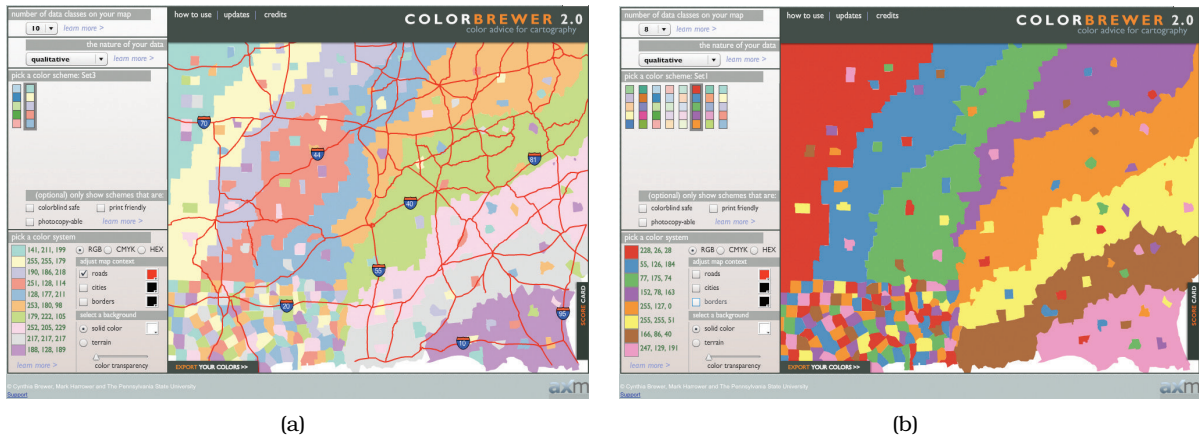 number of data classes on your map
10 learn more >
the nature of your data
qualitative learn more >
pick a color scheme: Set3
(optional) only show schemes that are:
colorblind safe print friendly
photocopy-able learn more >
pick a color system
141, 211, 199
255, 255, 179
190, 186, 218
251, 128, 114
128, 177, 211
253, 180, 98
179, 222, 105
252, 205, 229
217, 217, 217
188, 128, 189
RGB CMYK HEX
adjust map context
roads
cities
borders
select a background
solid color
terrain
color transparency
learn more >
how to use updates credits
COLORBREWER 2.0
color advice for cartography
70
44
81
40
55
20
95
10
SCORE CARD
EXPORT YOUR COLORS >>
© Cynthia Brewer, Mark Harrower and The Pennsylvania State University
Support
axm
(a)
number of data classes on your map
8 learn more >
the nature of your data
qualitative learn more >
pick a color scheme: Set1
(optional) only show schemes that are:
colorblind safe print friendly
photocopy-able learn more >
pick a color system
228, 26, 28
55, 126, 184
77, 175, 74
152, 78, 163
255, 127, 0
255, 255, 51
166, 86, 40
247, 129, 191
RGB CMYK HEX
adjust map context
roads
cities
borders
select a background
solid color
terrain
color transparency
learn more >
how to use updates credits
COLORBREWER 2.0
color advice for cartography
SCORE CARD
EXPORT YOUR COLORS >>
© Cynthia Brewer, Mark Harrower and The Pennsylvania State University
Support
axm
(b)